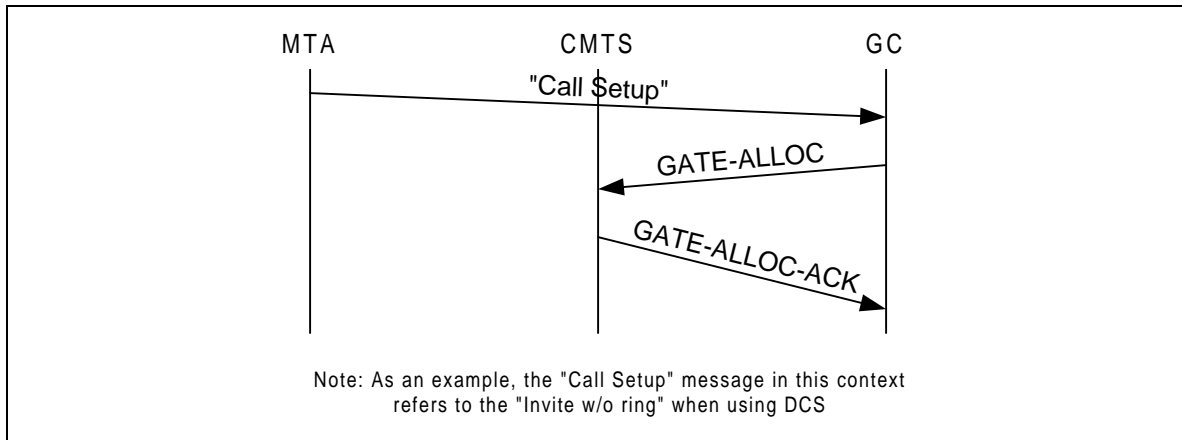 MTA CMTS GC
"Call Setup"
GATE-ALLOC
GATE-ALLOC-ACK
Note: As an example, the "Call Setup" message in this context
refers to the "Invite w/o ring" when using DCS